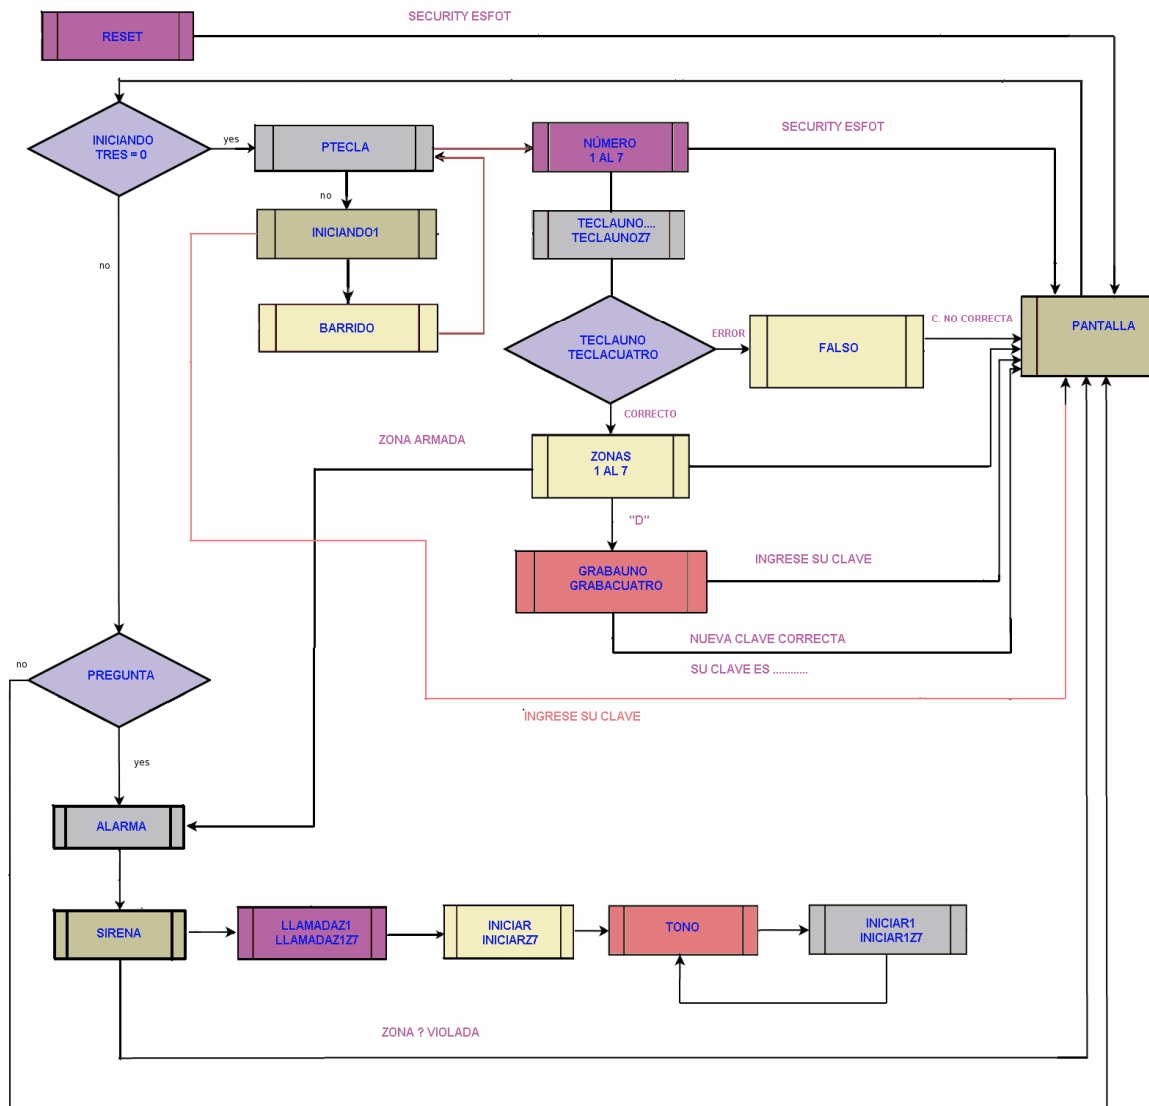 SECURITY ESFOT
RESET
INICIANDO
TRES = 0
yes
PTECLA
NÚMERO
1 AL 7
SECURITY ESFOT
no
INICIANDO1
TECLAUNO....
TECLAUNOZ7
no
BARRIDO
TECLAUNO
TECLACUATRO
ERROR
FALSO
C. NO CORRECTA
PANTALLA
CORRECTO
ZONA ARMADA
ZONAS
1 AL 7
"D"
GRABAUNO
GRABACUATRO
INGRESE SU CLAVE
NUEVA CLAVE CORRECTA
SU CLAVE ES ............
INGRESE SU CLAVE
no
PREGUNTA
yes
ALARMA
SIRENA
LLAMADAZ1
LLAMADAZ1Z7
INICIAR
INICIARZ7
TONO
INICIAR1
INICIAR1Z7
ZONA ? VIOLADA